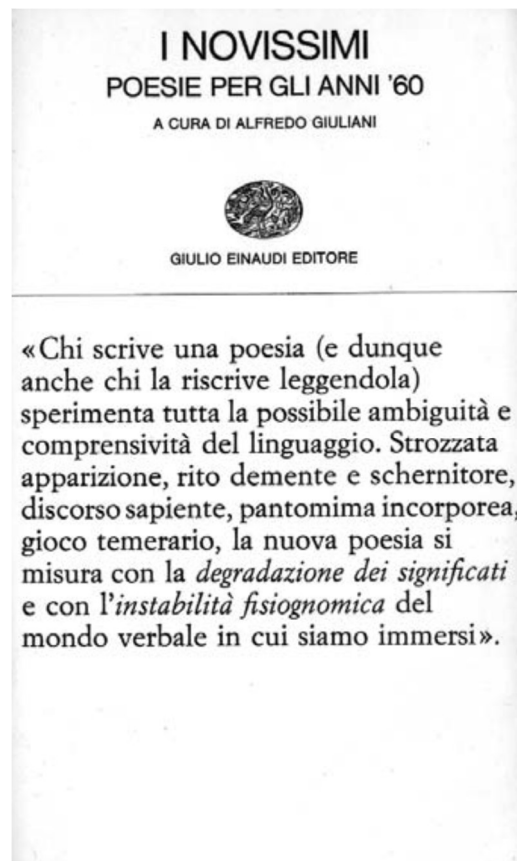 I NOVISSIMI
POESIE PER GLI ANNI '60
A CURA DI ALFREDO GIULIANI
GIULIO EINAUDI EDITORE
«Chi scrive una poesia (e dunque
anche chi la riscrive leggendola)
sperimenta tutta la possibile ambiguità e
comprensività del linguaggio. Strozzata
apparizione, rito demente e schernitore,
discorso sapiente, pantomima incorporea,
gioco temerario, la nuova poesia si
misura con la degradazione dei significati
e con l'instabilità fisiognomica del
mondo verbale in cui siamo immersi».